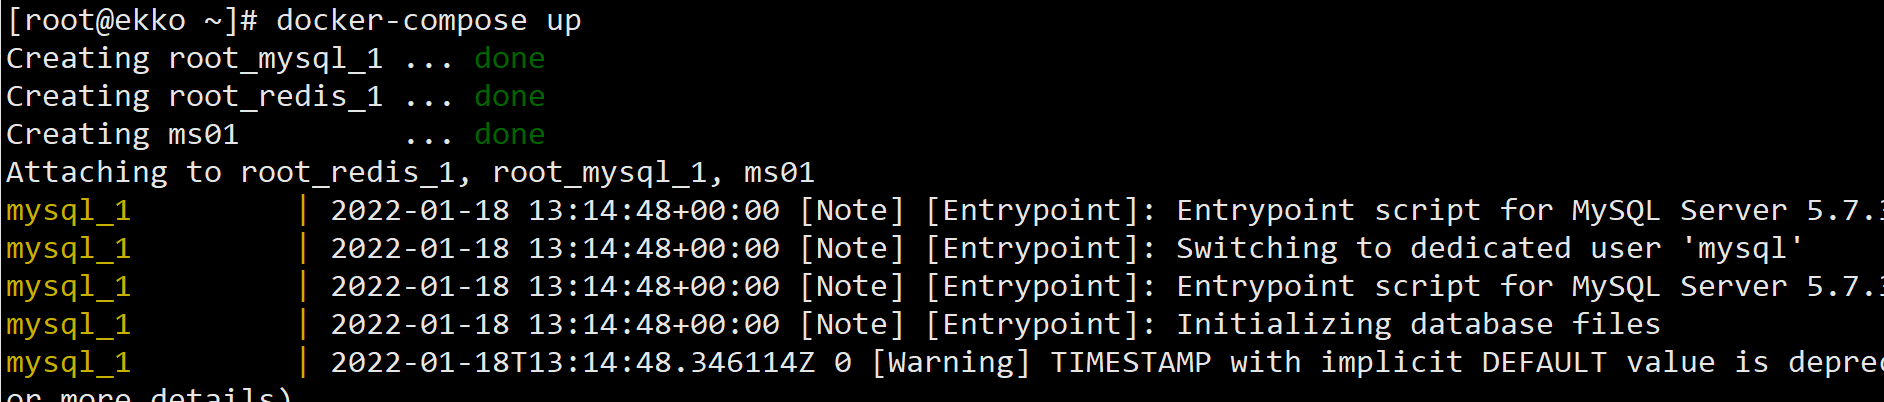 [root@ekko ~]# docker-compose up
Creating root_mysql_1 ... done
Creating root_redis_1 ... done
Creating ms01         ... done
Attaching to root_redis_1, root_mysql_1, ms01
mysql_1         | 2022-01-18 13:14:48+00:00 [Note] [Entrypoint]: Entrypoint script for MySQL Server 5.7.3
mysql_1         | 2022-01-18 13:14:48+00:00 [Note] [Entrypoint]: Switching to dedicated user 'mysql'
mysql_1         | 2022-01-18 13:14:48+00:00 [Note] [Entrypoint]: Entrypoint script for MySQL Server 5.7.3
mysql_1         | 2022-01-18 13:14:48+00:00 [Note] [Entrypoint]: Initializing database files
mysql_1         | 2022-01-18T13:14:48.346114Z 0 [Warning] TIMESTAMP with implicit DEFAULT value is deprec
or more details)